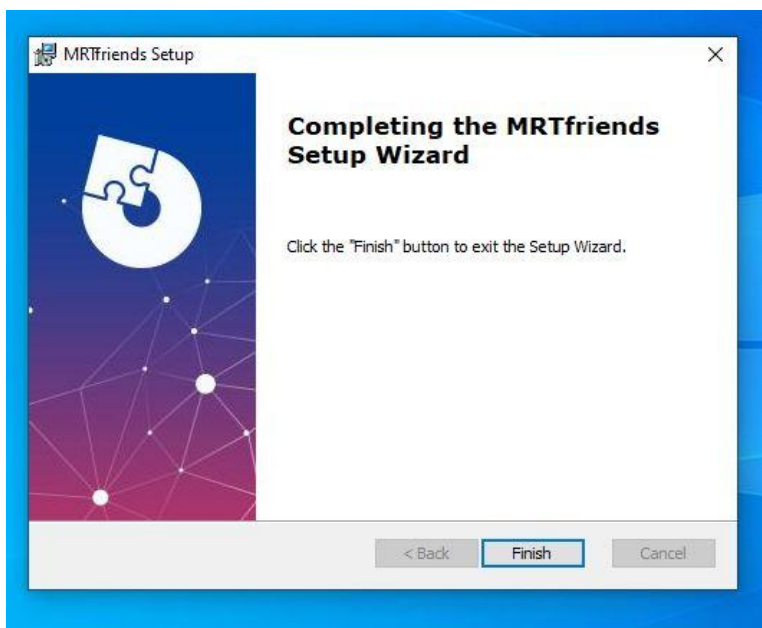 MRTfriends Setup
Completing the MRTfriends
Setup Wizard
Click the "Finish" button to exit the Setup Wizard.
< Back
Finish
Cancel